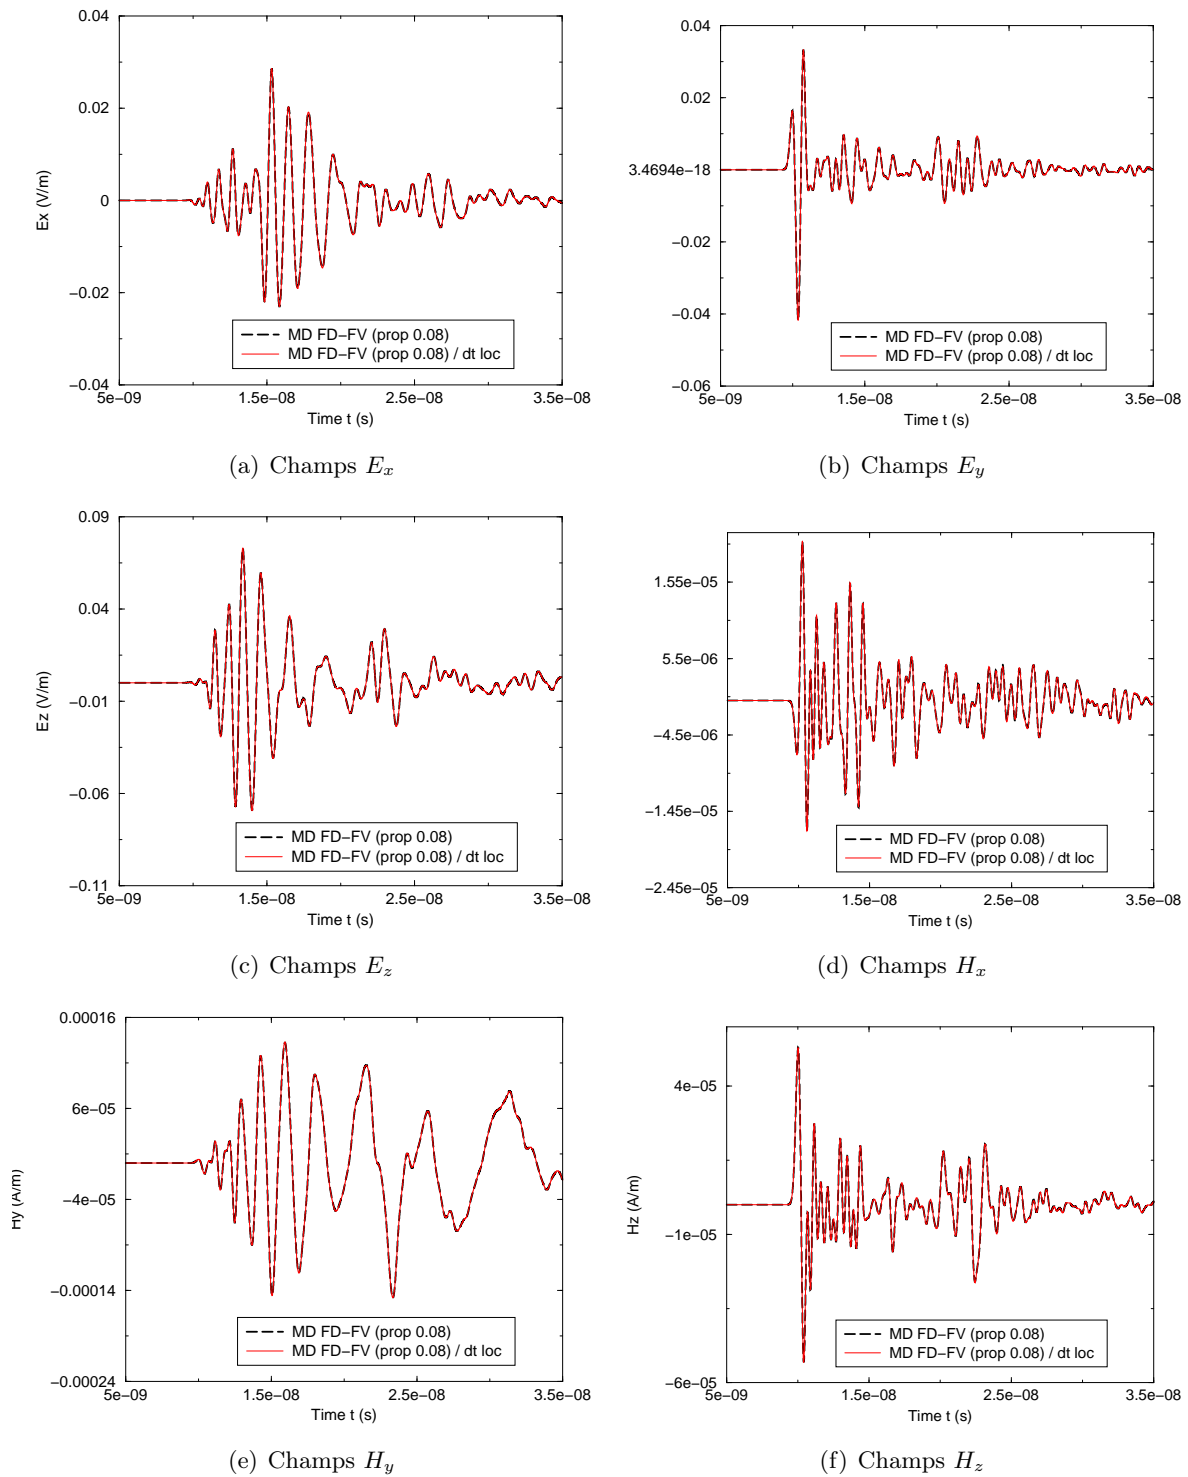 0.04
0.02
0
−0.02
−0.04
Ex (V/m)
MD FD−FV (prop 0.08)
MD FD−FV (prop 0.08) / dt loc
5e−09 1.5e−08 2.5e−08 3.5e−08
Time t (s)
(a) Champs Ex
0.04
0.02
3.4694e−18
−0.02
−0.04
−0.06
MD FD−FV (prop 0.08)
MD FD−FV (prop 0.08) / dt loc
5e−09 1.5e−08 2.5e−08 3.5e−08
Time t (s)
(b) Champs Ey
0.09
0.04
−0.01
−0.06
−0.11
Ez (V/m)
MD FD−FV (prop 0.08)
MD FD−FV (prop 0.08) / dt loc
5e−09 1.5e−08 2.5e−08 3.5e−08
Time t (s)
(c) Champs Ez
1.55e−05
5.5e−06
−4.5e−06
−1.45e−05
−2.45e−05
MD FD−FV (prop 0.08)
MD FD−FV (prop 0.08) / dt loc
5e−09 1.5e−08 2.5e−08 3.5e−08
Time t (s)
(d) Champs Hx
0.00016
6e−05
−4e−05
−0.00014
−0.00024
Hy (A/m)
MD FD−FV (prop 0.08)
MD FD−FV (prop 0.08) / dt loc
5e−09 1.5e−08 2.5e−08 3.5e−08
Time t (s)
(e) Champs Hy
4e−05
−1e−05
−6e−05
Hz (A/m)
MD FD−FV (prop 0.08)
MD FD−FV (prop 0.08) / dt loc
5e−09 1.5e−08 2.5e−08 3.5e−08
Time t (s)
(f) Champs Hz